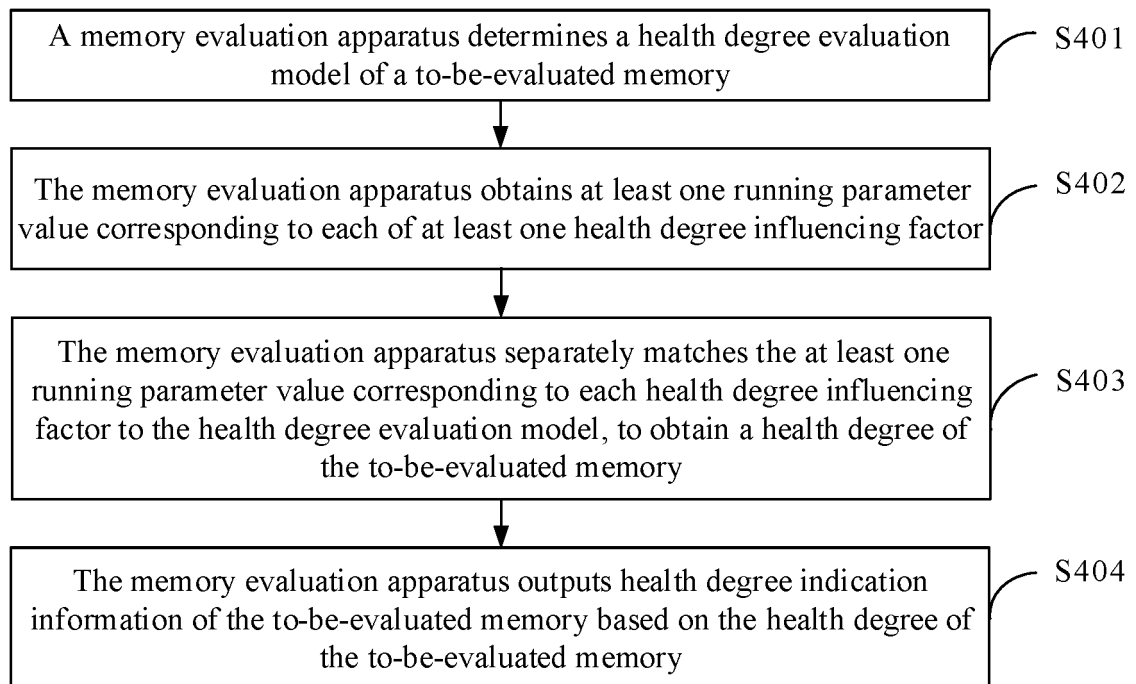 A memory evaluation apparatus determines a health degree evaluation
model of a to-be-evaluated memory
S401
The memory evaluation apparatus obtains at least one running parameter
value corresponding to each of at least one health degree influencing factor
S402
The memory evaluation apparatus separately matches the at least one
running parameter value corresponding to each health degree influencing
factor to the health degree evaluation model, to obtain a health degree of
the to-be-evaluated memory
S403
The memory evaluation apparatus outputs health degree indication
information of the to-be-evaluated memory based on the health degree of
the to-be-evaluated memory
S404